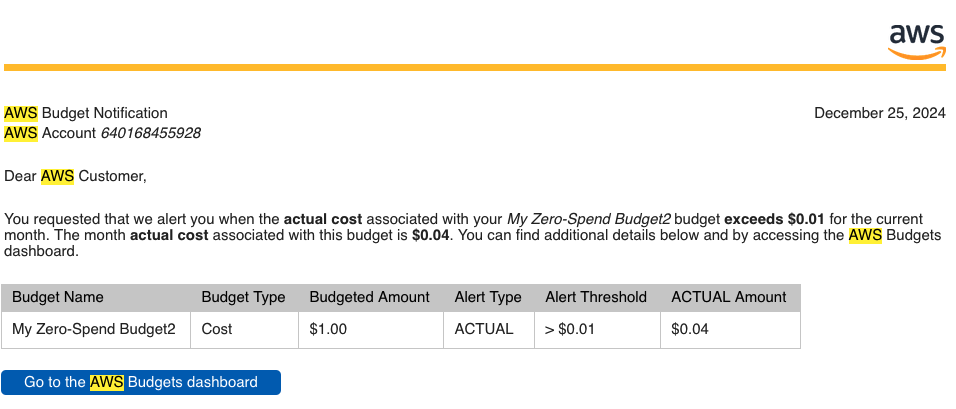 aws
AWS Budget Notification December 25, 2024
AWS Account 640168455928
Dear AWS Customer,
You requested that we alert you when the actual cost associated with your My Zero-Spend Budget2 budget exceeds $0.01 for the current
month. The month actual cost associated with this budget is $0.04. You can find additional details below and by accessing the AWS Budgets
dashboard.
Budget Name Budget Type Budgeted Amount Alert Type Alert Threshold ACTUAL Amount
My Zero-Spend Budget2 Cost $1.00 ACTUAL > $0.01 $0.04
Go to the AWS Budgets dashboard